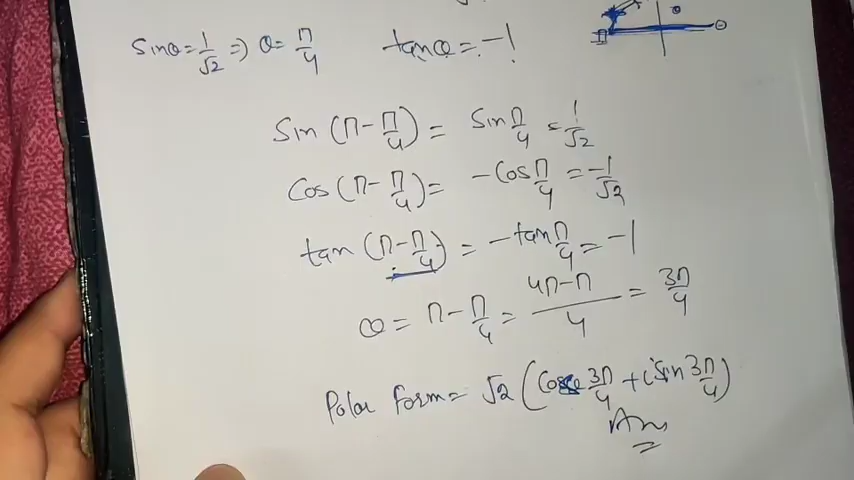 sinθ = 1/√2 ⇒ θ = π/4 tanθ = -1
Sin (π - π/4) = Sin π/4 = 1/√2
Cos (π - π/4) = -Cos π/4 = -1/√2
tan (π - π/4) = -tan π/4 = -1
θ = π - π/4 = 4π - π/4 = 3π/4
Polar form = √2 (Cos 3π/4 + i Sin 3π/4)
Ans